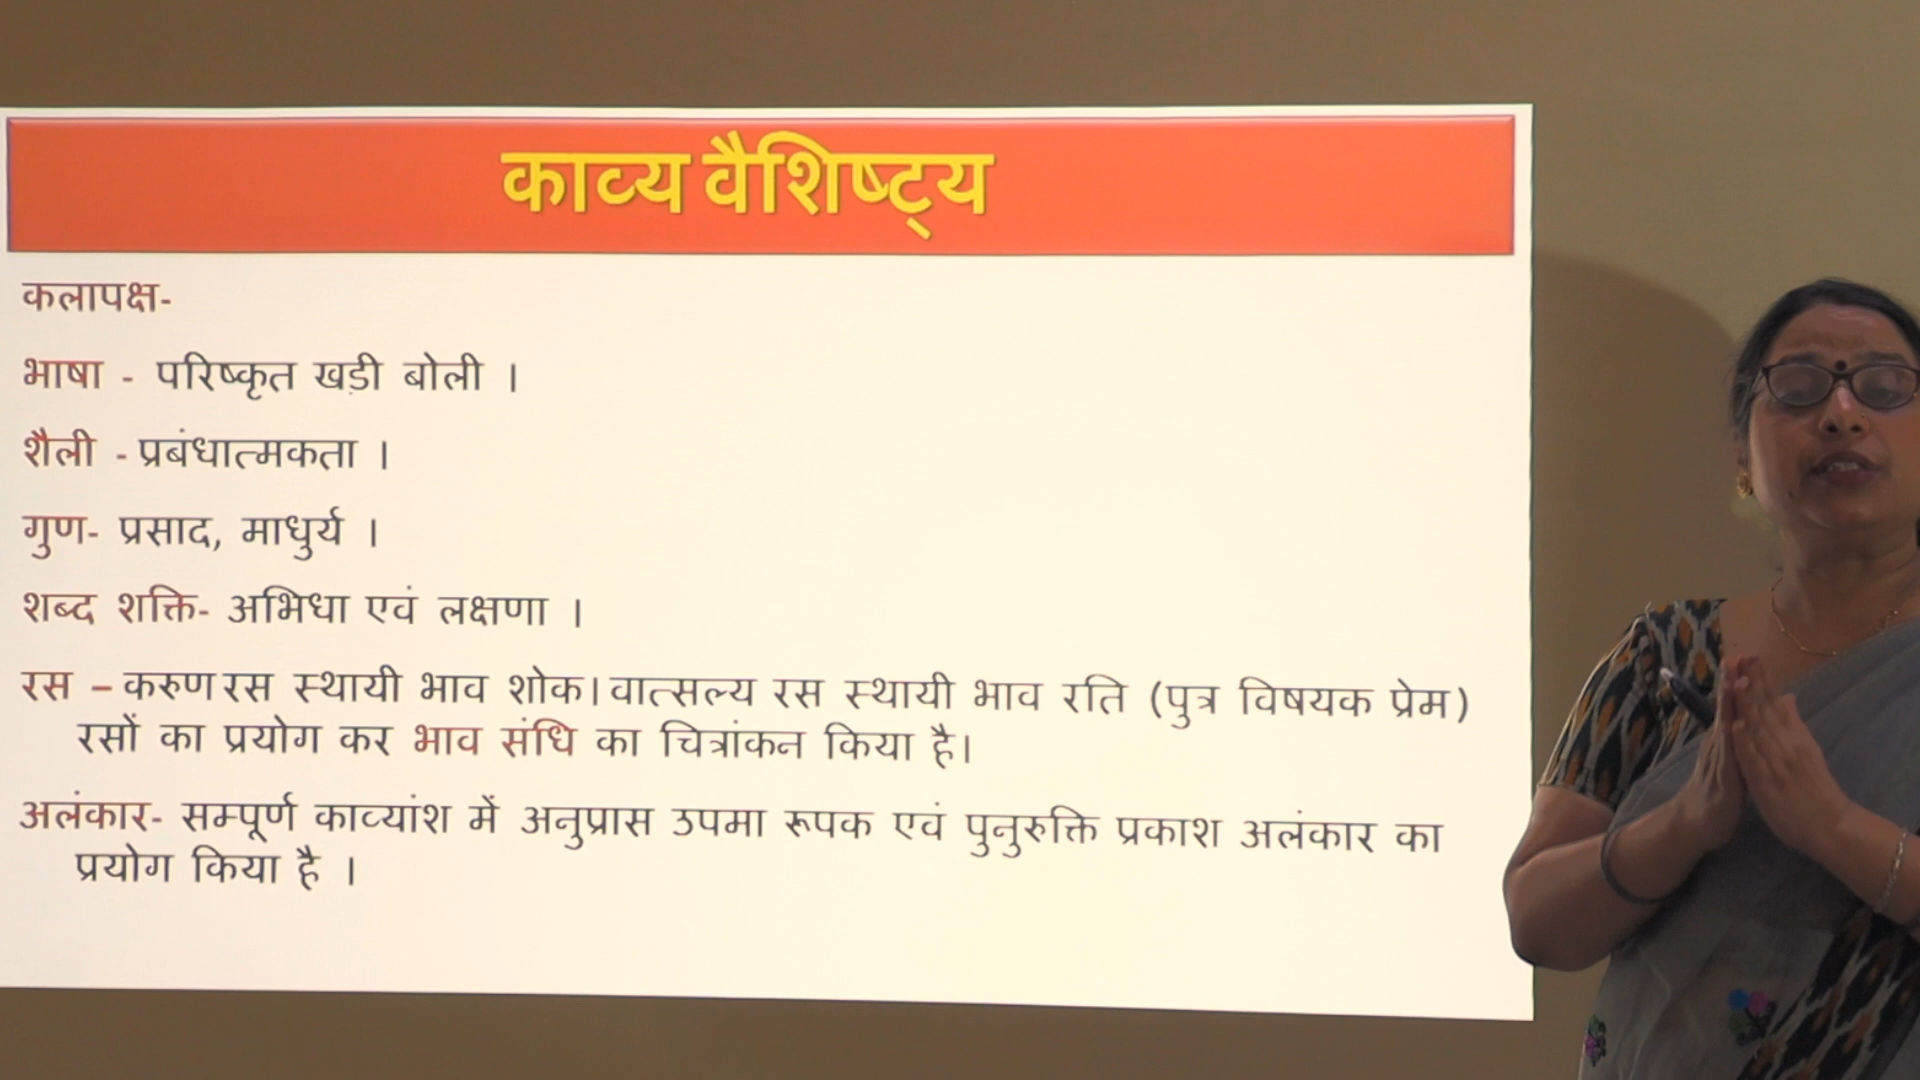 काव्य वैशिष्ट्य
कलापक्ष-
भाषा - परिष्कृत खड़ी बोली ।
शैली - प्रबंधात्मकता ।
गुण- प्रसाद, माधुर्य ।
शब्द शक्ति- अभिधा एवं लक्षणा ।
रस – करुण रस स्थायी भाव शोक। वात्सल्य रस स्थायी भाव रति (पुत्र विषयक प्रेम)
रसों का प्रयोग कर भाव संधि का चित्रांकन किया है।
अलंकार- सम्पूर्ण काव्यांश में अनुप्रास उपमा रूपक एवं पुनुरुक्ति प्रकाश अलंकार का
प्रयोग किया है ।